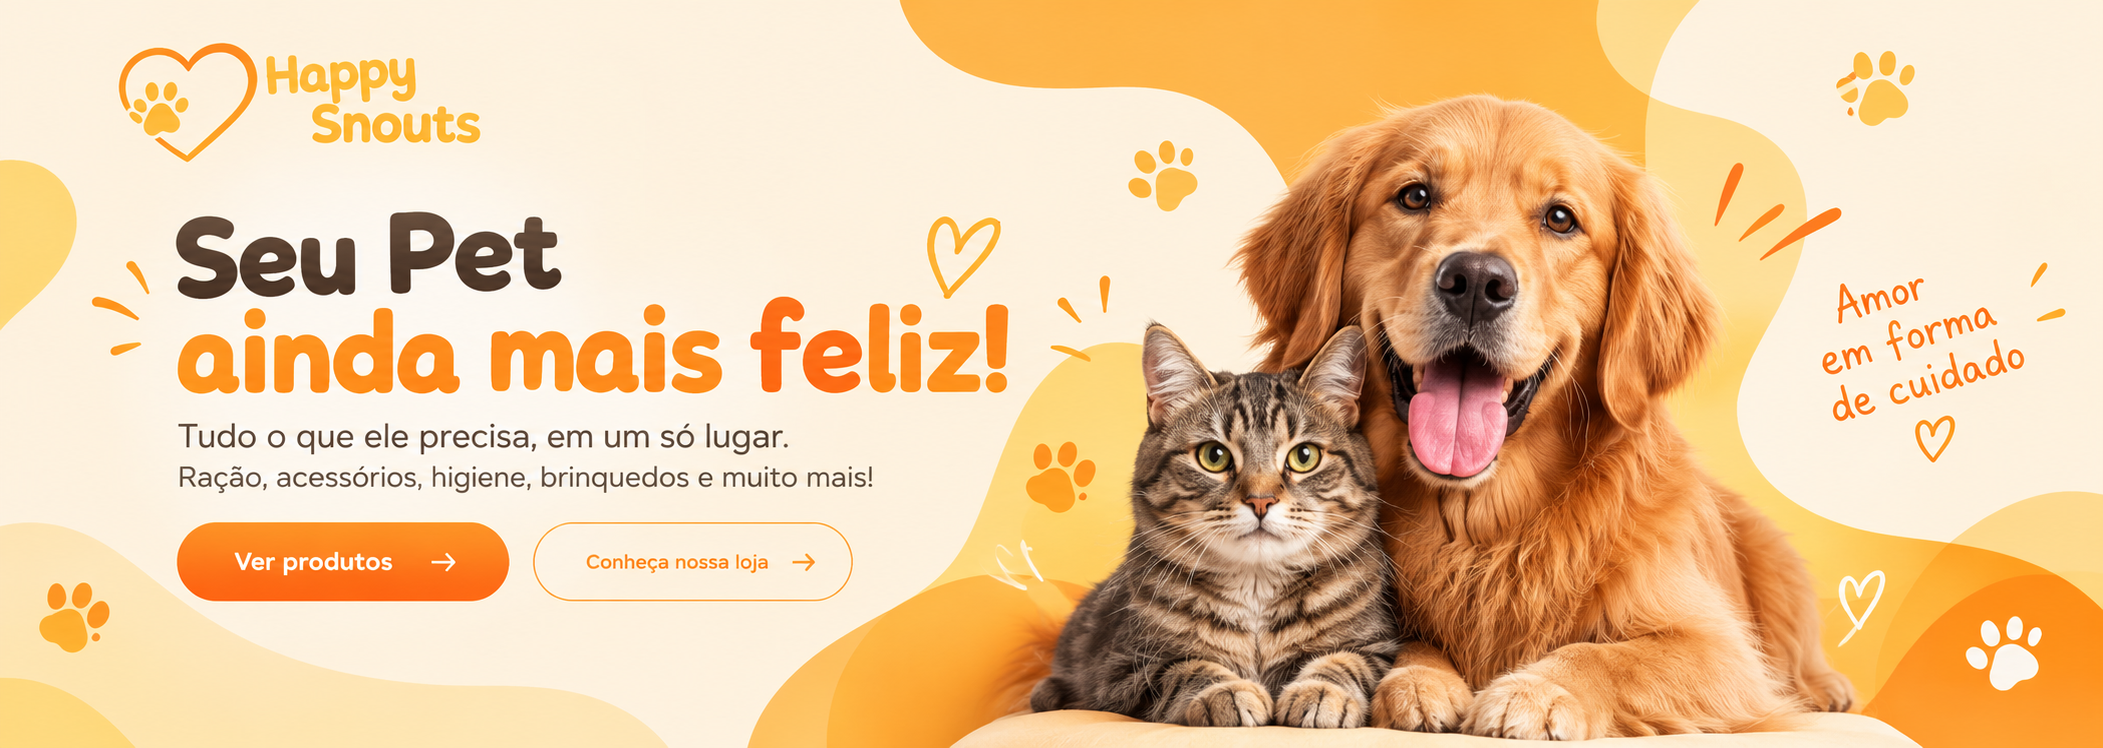 Happy
Snouts
Seu Pet
ainda mais feliz!
Tudo o que ele precisa, em um só lugar.
Ração, acessórios, higiene, brinquedos e muito mais!
Ver produtos →
Conheça nossa loja →
Amor
em forma
de cuidado